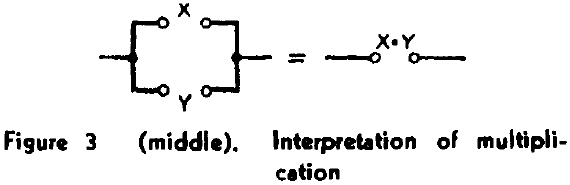 X
= X·Y
Y
Figure 3 (middle). Interpretation of multipli-
cation